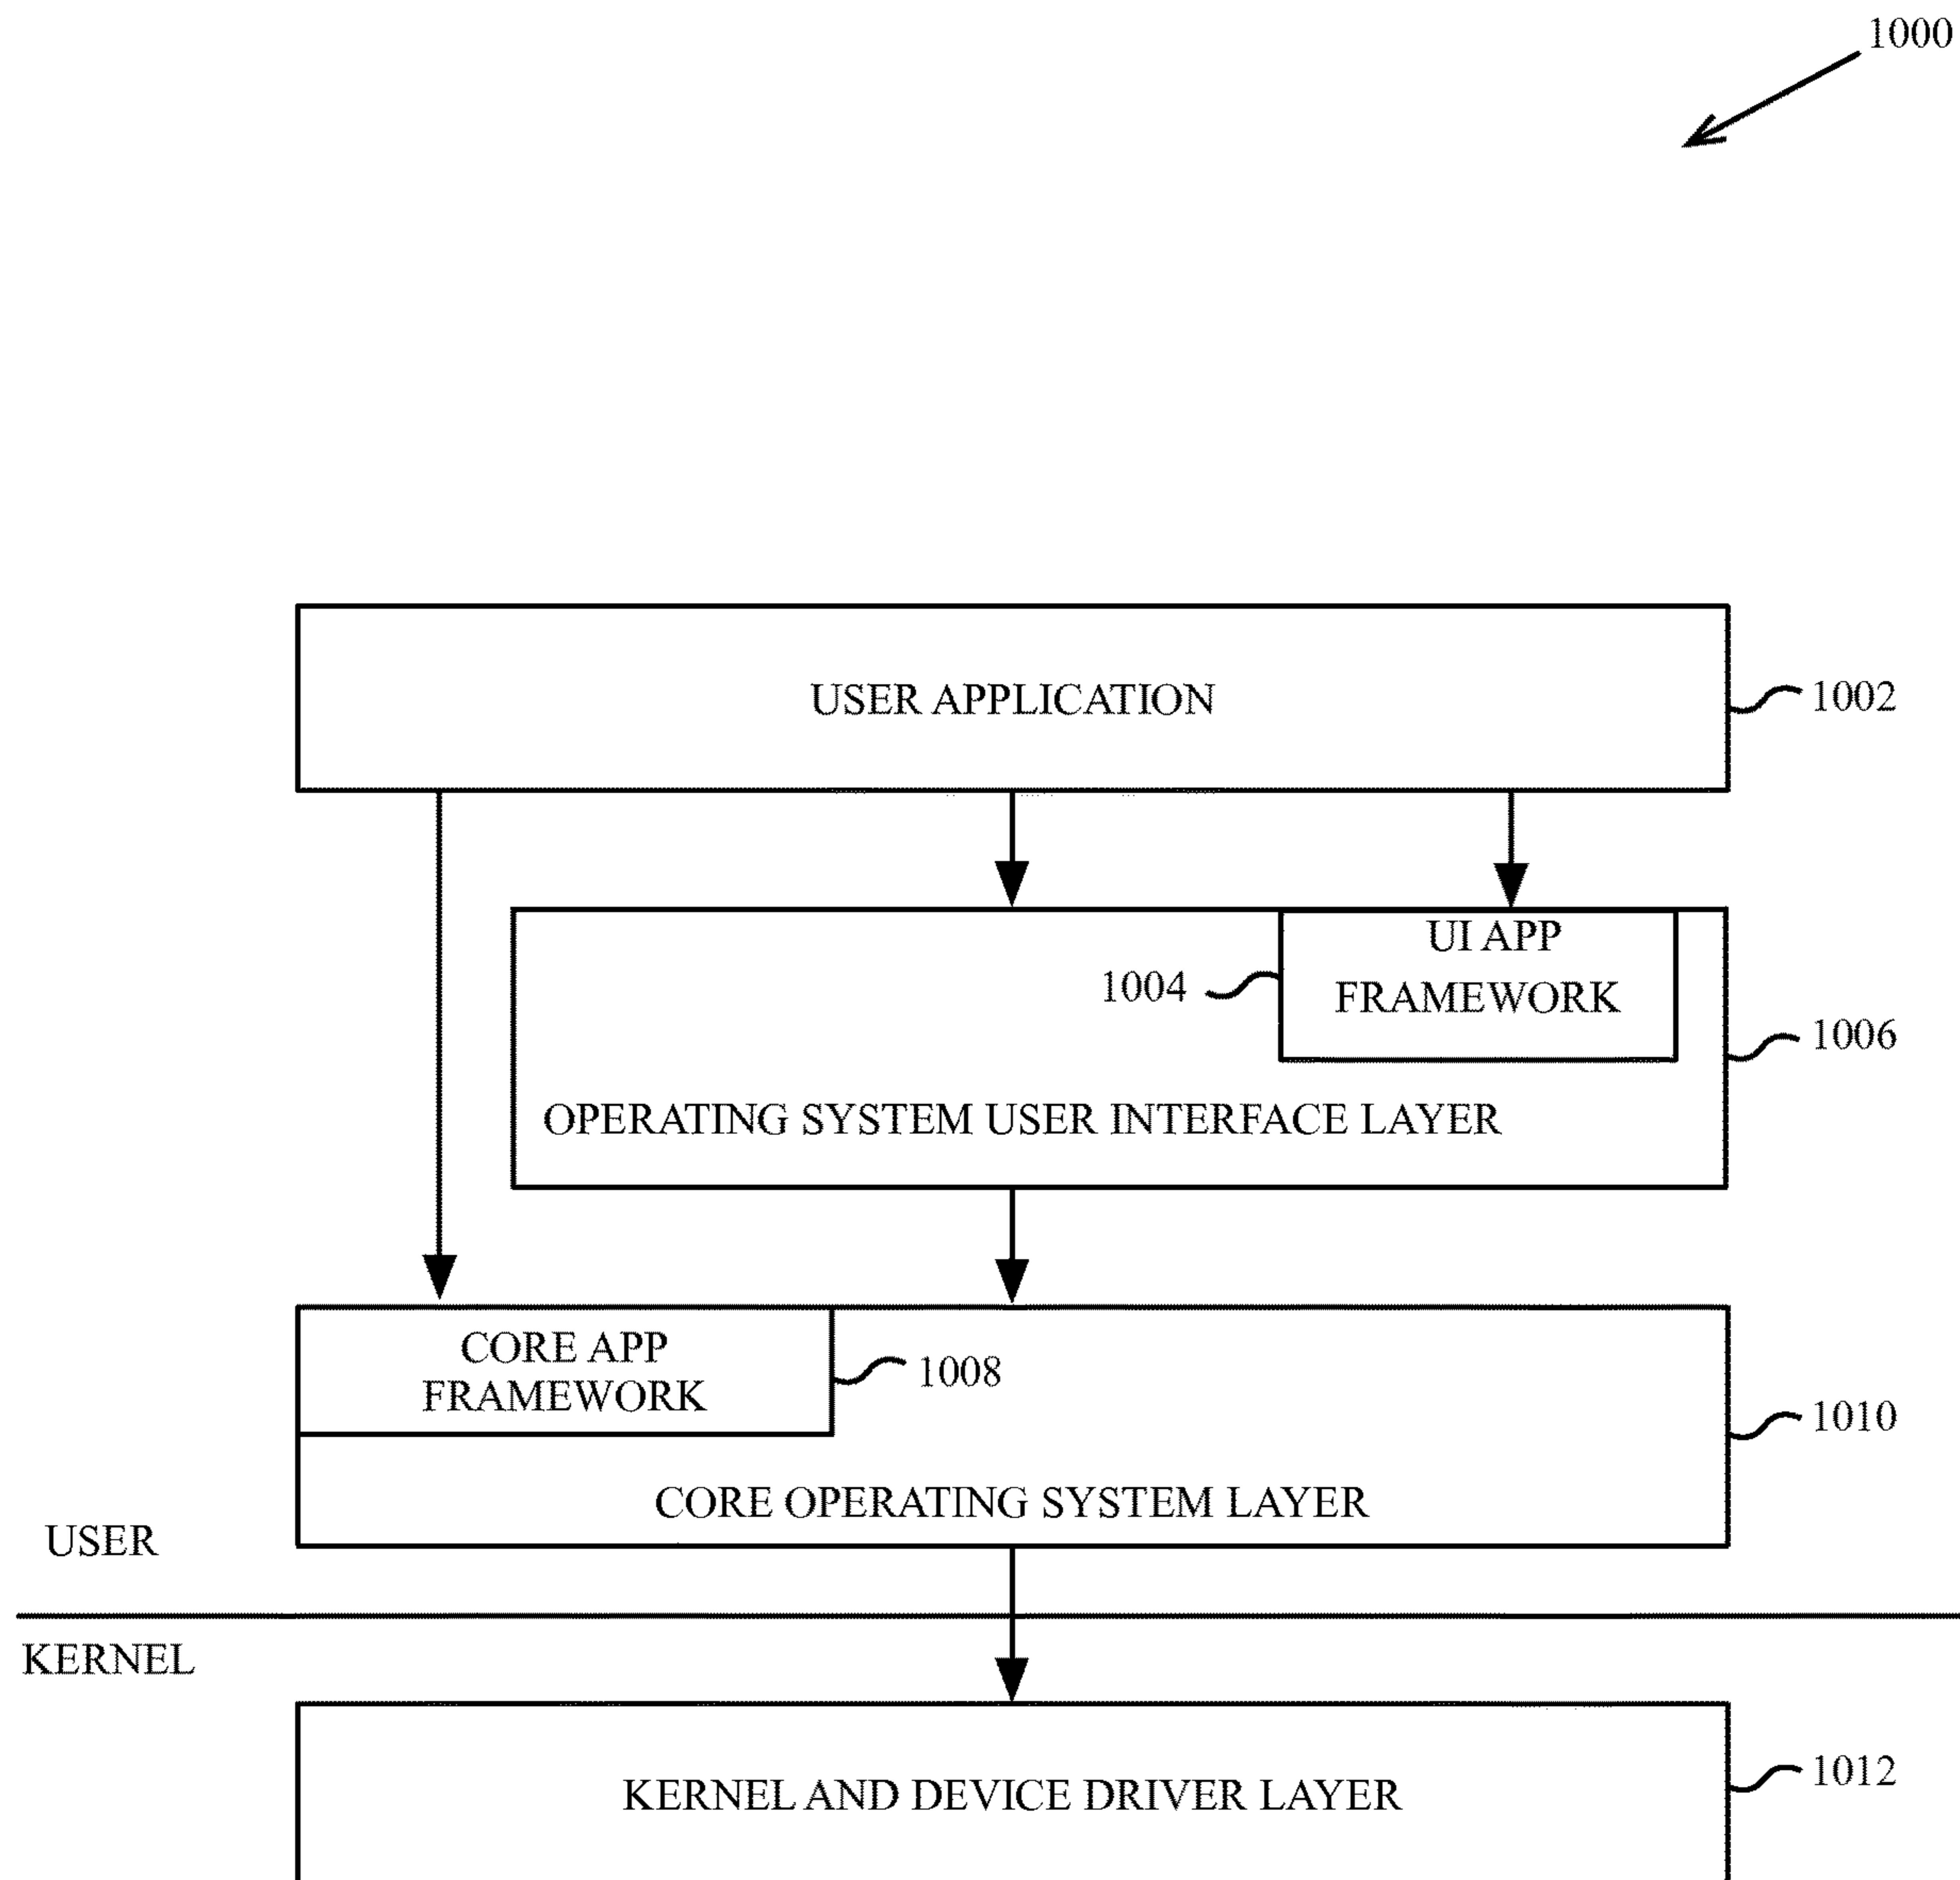 1000
USER APPLICATION
1002
UI APP
FRAMEWORK
1004
1006
OPERATING SYSTEM USER INTERFACE LAYER
CORE APP
FRAMEWORK
1008
1010
CORE OPERATING SYSTEM LAYER
USER
KERNEL
KERNEL AND DEVICE DRIVER LAYER
1012